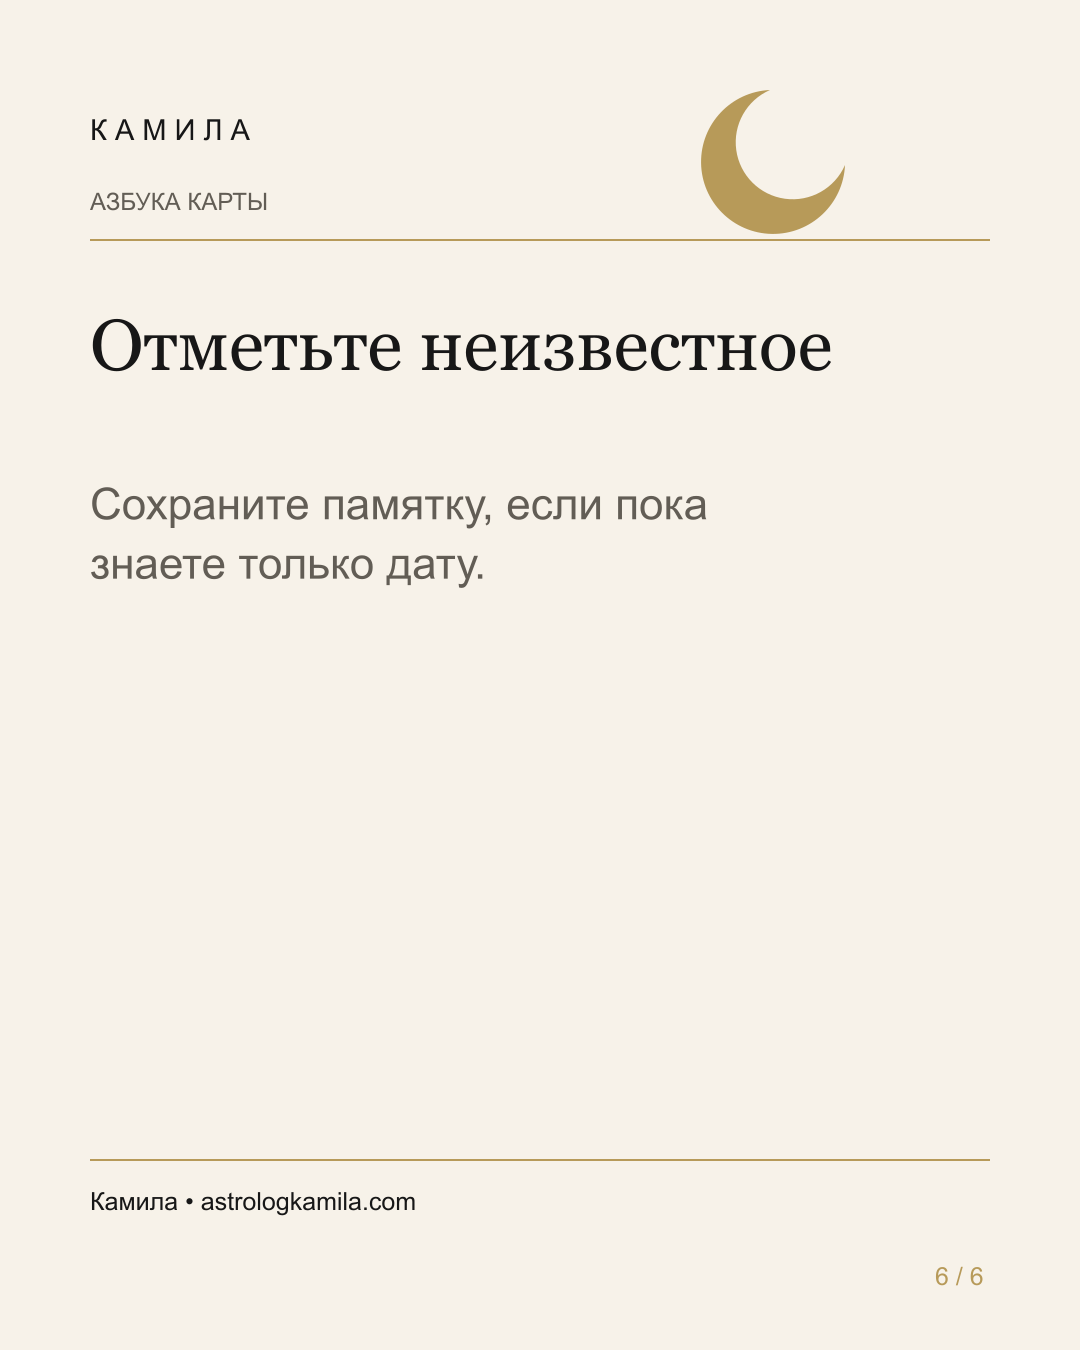 КАМИЛА
АЗБУКА КАРТЫ
Отметьте неизвестное
Сохраните памятку, если пока
знаете только дату.
Камила • astrologkamila.com
6 / 6